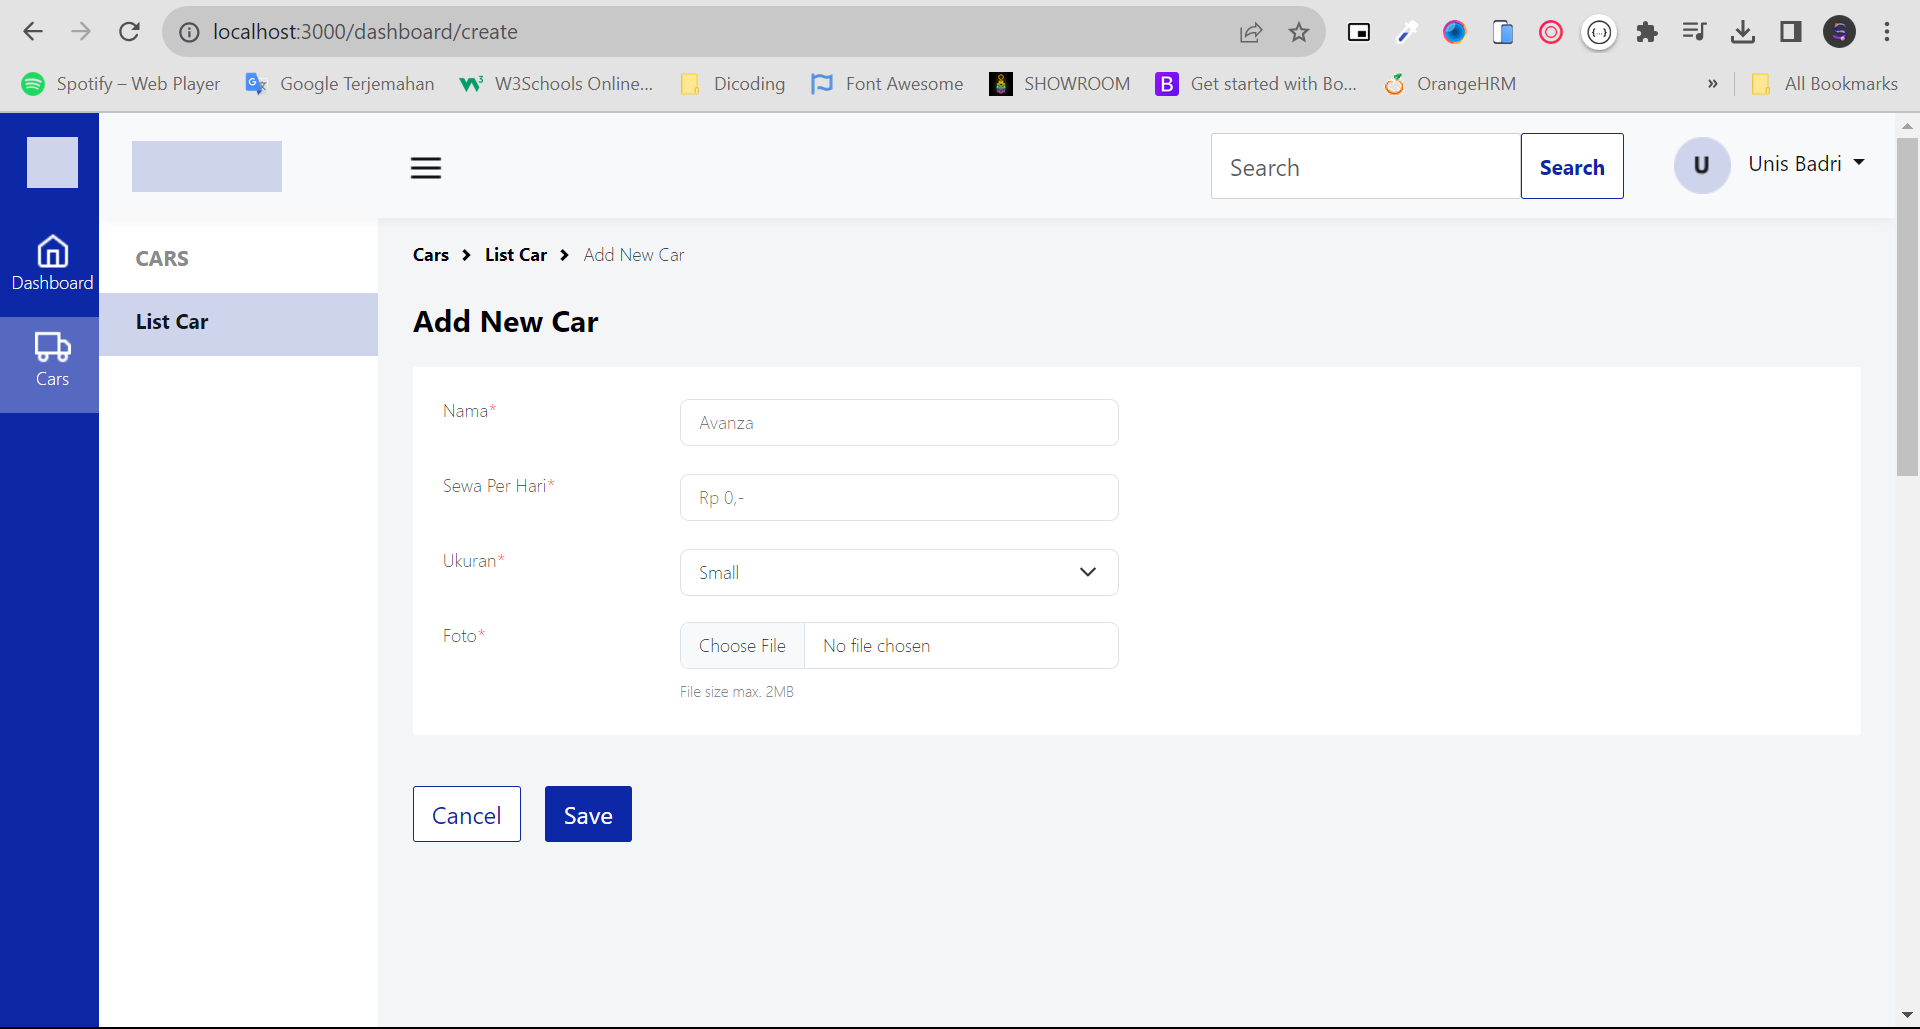 localhost:3000/dashboard/create
Spotify – Web Player Google Terjemahan W3Schools Online... Dicoding Font Awesome SHOWROOM B Get started with Bo... OrangeHRM » All Bookmarks
Search Search U Unis Badri
Dashboard
Cars
CARS
List Car
Cars List Car Add New Car
Add New Car
Nama* Avanza
Sewa Per Hari* Rp 0,-
Ukuran* Small
Foto* Choose File No file chosen
File size max. 2MB
Cancel Save